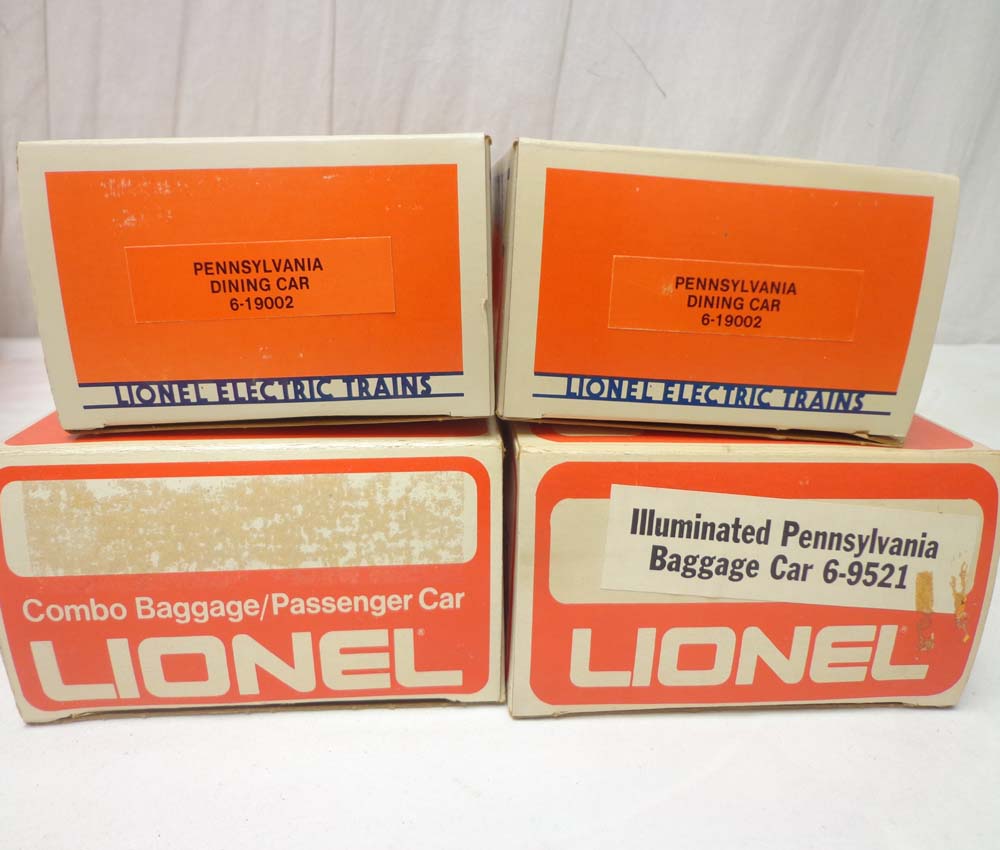 PENNSYLVANIA
DINING CAR
6-19002
LIONEL ELECTRIC TRAINS
PENNSYLVANIA
DINING CAR
6-19002
LIONEL ELECTRIC TRAINS
Combo Baggage/Passenger Car
LIONEL®
Illuminated Pennsylvania
Baggage Car 6-9521
LIONEL®